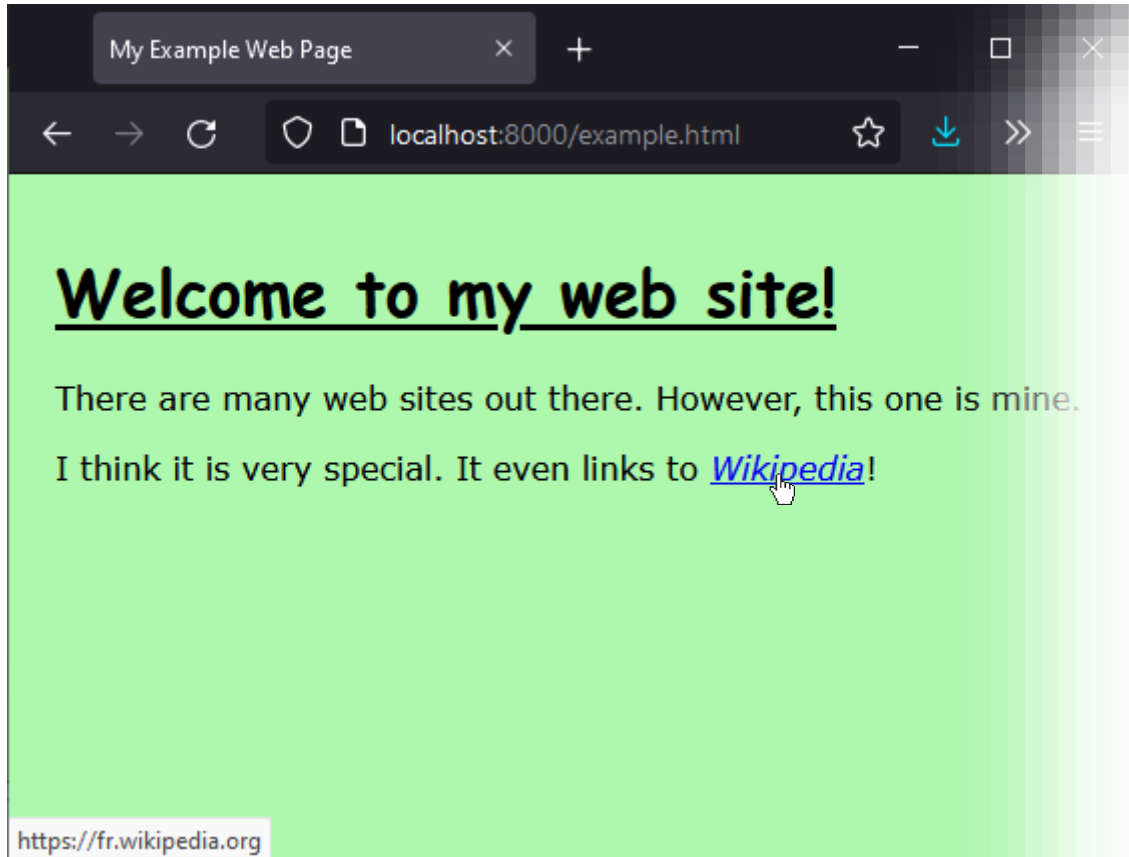 My Example Web Page
localhost:8000/example.html
Welcome to my web site!
There are many web sites out there. However, this one is mine.
I think it is very special. It even links to Wikipedia!
https://fr.wikipedia.org